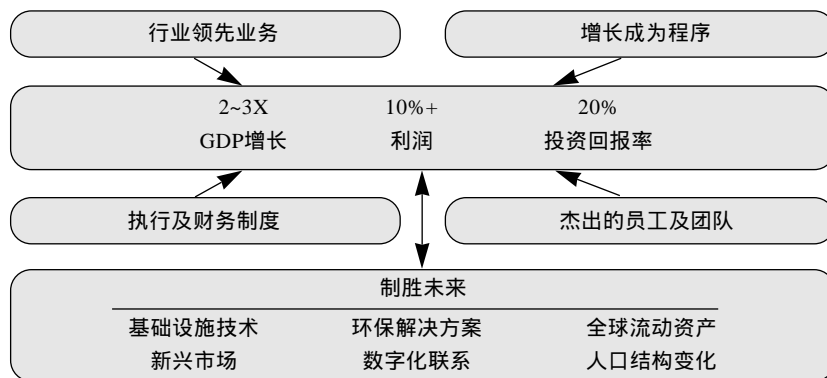 行业领先业务 增长成为程序
2~3X 10%+ 20%
GDP增长 利润 投资回报率
执行及财务制度 杰出的员工及团队
制胜未来
基础设施技术 环保解决方案 全球流动资产
新兴市场 数字化联系 人口结构变化